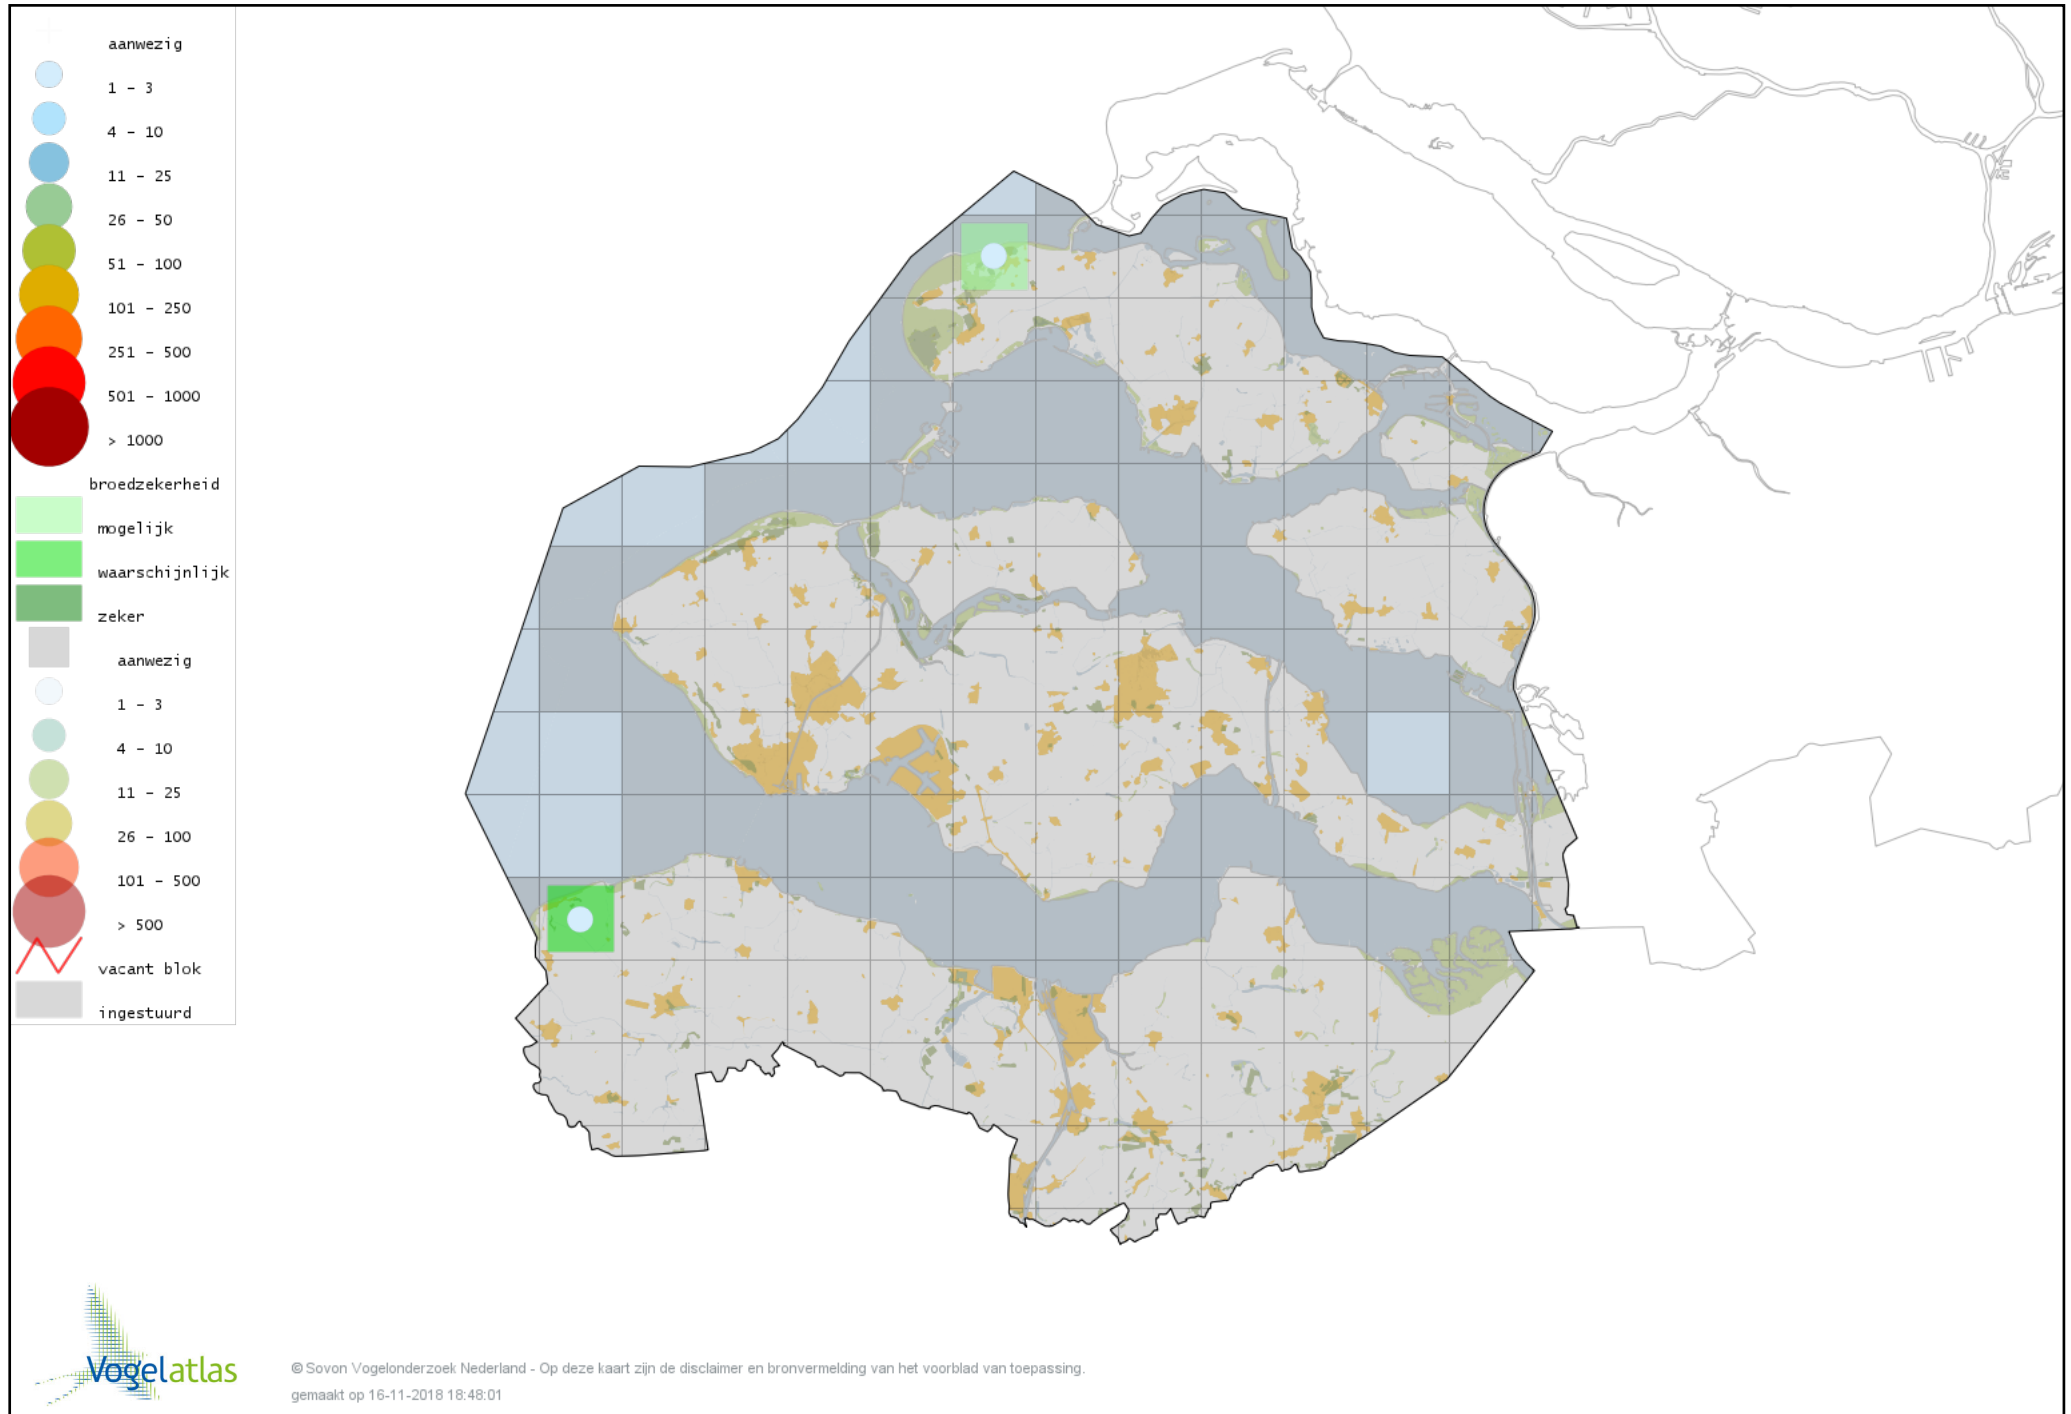 aanwezig
1 - 3
4 - 10
11 - 25
26 - 50
51 - 100
101 - 250
251 - 500
501 - 1000
> 1000
broedzekerheid
mogelijk
waarschijnlijk
zeker
aanwezig
1 - 3
4 - 10
11 - 25
26 - 100
101 - 500
> 500
vacant blok
ingestuurd
Vogelatlas
© Sovon Vogelonderzoek Nederland - Op deze kaart zijn de disclaimer en bronvermelding van het voorblad van toepassing.
gemaakt op 16-11-2018 18:48:01